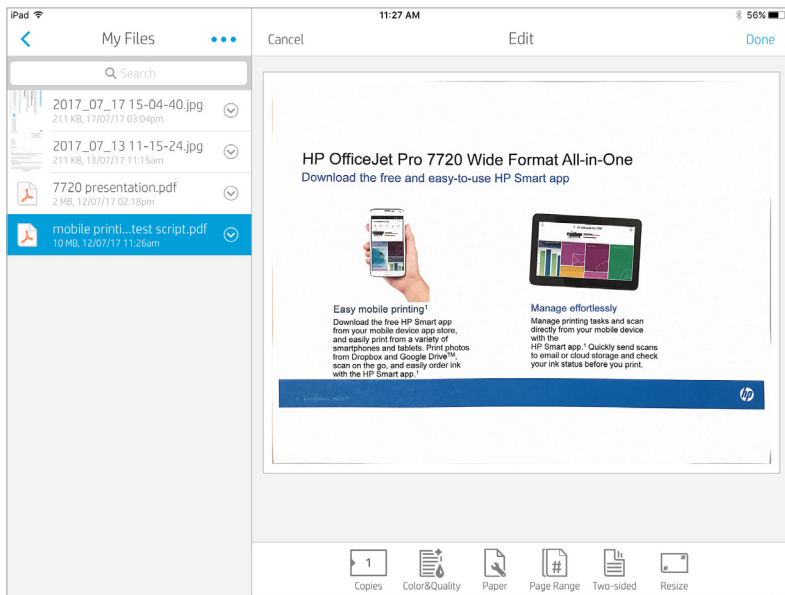 iPad
11:27 AM
56%
My Files
Cancel
Edit
Done
Search
2017_07_17 15-04-40.jpg
211 KB, 17/07/17 03:04pm
2017_07_13 11-15-24.jpg
211 KB, 13/07/17 11:15am
7720 presentation.pdf
2 MB, 12/07/17 02:18pm
mobile printi...test script.pdf
10 MB, 12/07/17 11:26am
HP OfficeJet Pro 7720 Wide Format All-in-One
Download the free and easy-to-use HP Smart app
Easy mobile printing¹
Download the free HP Smart app
from your mobile device app store,
and easily print from a variety of
smartphones and tablets. Print photos
from Dropbox and Google Drive™,
scan on the go, and easily order ink
with the HP Smart app.¹
Manage effortlessly
Manage printing tasks and scan
directly from your mobile device
with the
HP Smart app.¹ Quickly send scans
to email or cloud storage and check
your ink status before you print.
hp
1
#
Copies
Color&Quality
Paper
Page Range
Two-sided
Resize